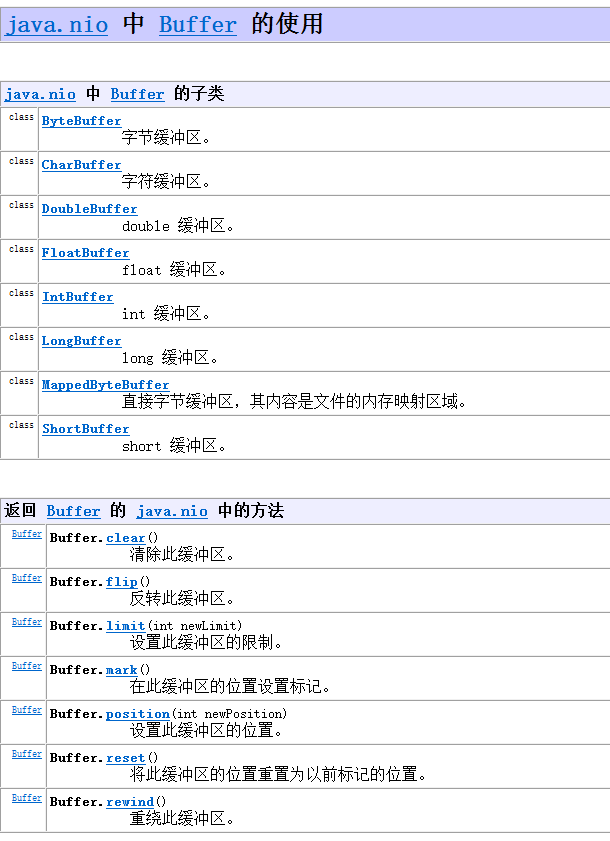 java.nio 中 Buffer 的使用
java.nio 中 Buffer 的子类
class ByteBuffer
字节缓冲区。
class CharBuffer
字符缓冲区。
class DoubleBuffer
double 缓冲区。
class FloatBuffer
float 缓冲区。
class IntBuffer
int 缓冲区。
class LongBuffer
long 缓冲区。
class MappedByteBuffer
直接字节缓冲区，其内容是文件的内存映射区域。
class ShortBuffer
short 缓冲区。
返回 Buffer 的 java.nio 中的方法
Buffer Buffer.clear()
清除此缓冲区。
Buffer Buffer.flip()
反转此缓冲区。
Buffer Buffer.limit(int newLimit)
设置此缓冲区的限制。
Buffer Buffer.mark()
在此缓冲区的位置设置标记。
Buffer Buffer.position(int newPosition)
设置此缓冲区的位置。
Buffer Buffer.reset()
将此缓冲区的位置重置为以前标记的位置。
Buffer Buffer.rewind()
重绕此缓冲区。